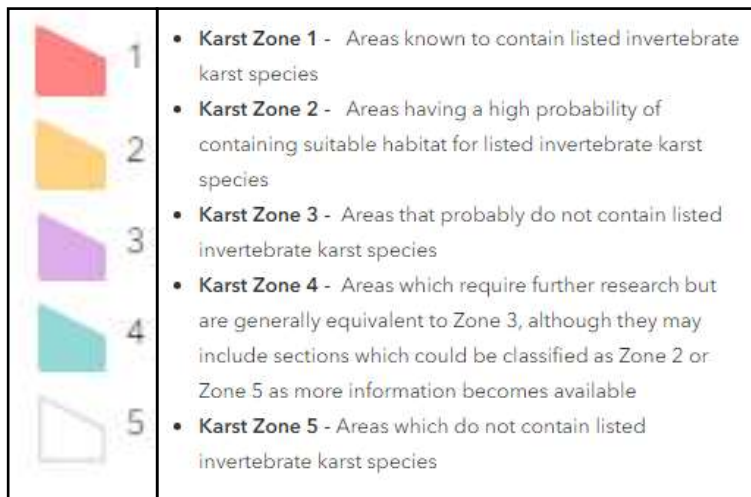 1
2
3
4
5
• Karst Zone 1 - Areas known to contain listed invertebrate
karst species
• Karst Zone 2 - Areas having a high probability of
containing suitable habitat for listed invertebrate karst
species
• Karst Zone 3 - Areas that probably do not contain listed
invertebrate karst species
• Karst Zone 4 - Areas which require further research but
are generally equivalent to Zone 3, although they may
include sections which could be classified as Zone 2 or
Zone 5 as more information becomes available
• Karst Zone 5 - Areas which do not contain listed
invertebrate karst species